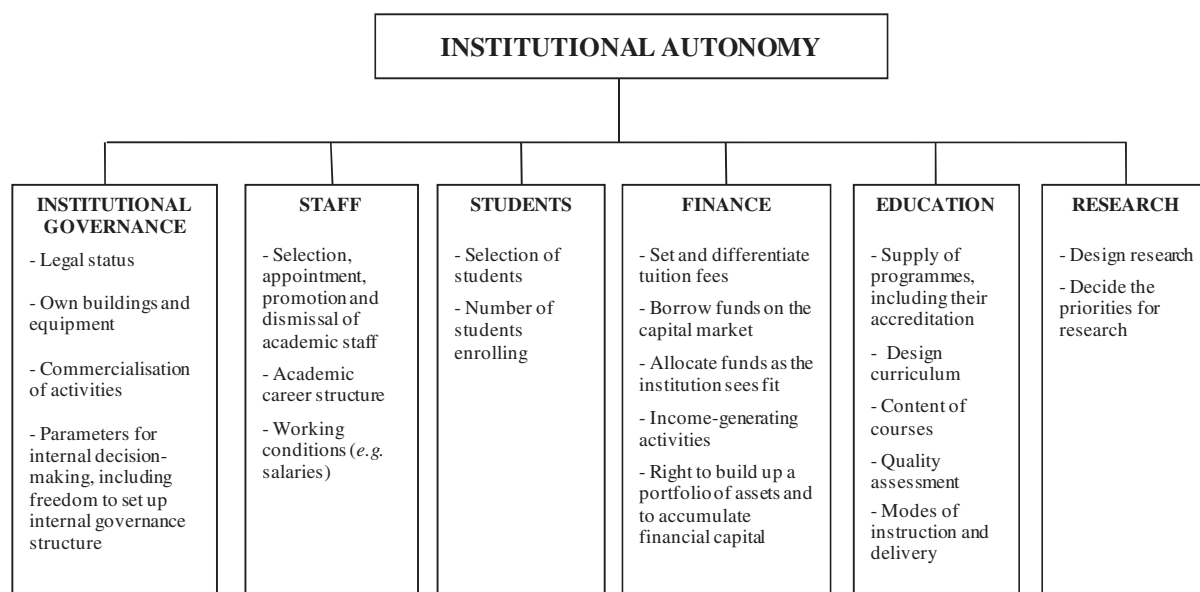 INSTITUTIONAL AUTONOMY
INSTITUTIONAL
GOVERNANCE
- Legal status
- Own buildings and
equipment
- Commercialisation
of activities
- Parameters for
internal decision-
making, including
freedom to set up
internal governance
structure
STAFF
- Selection,
appointment,
promotion and
dismissal of
academic staff
- Academic
career structure
- Working
conditions (e.g.
salaries)
STUDENTS
- Selection of
students
- Number of
students
enrolling
FINANCE
- Set and differentiate
tuition fees
- Borrow funds on the
capital market
- Allocate funds as the
institution sees fit
- Income-generating
activities
- Right to build up a
portfolio of assets and
to accumulate
financial capital
EDUCATION
- Supply of
programmes,
including their
accreditation
- Design
curriculum
- Content of
courses
- Quality
assessment
- Modes of
instruction and
delivery
RESEARCH
- Design research
- Decide the
priorities for
research